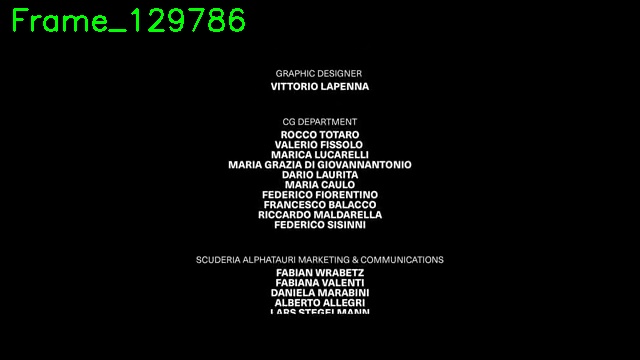 Frame_129786
GRAPHIC DESIGNER
VITTORIO LAPENNA
CG DEPARTMENT
ROCCO TOTARO
VALERIO FISSOLO
MARICA LUCARELLI
MARIA GRAZIA DI GIOVANNANTONIO
DARIO LAURITA
MARIA CAULO
FEDERICO FIORENTINO
FRANCESCO BALACCO
RICCARDO MALDARELLA
FEDERICO SISINNI
SCUDERIA ALPHATAURI MARKETING & COMMUNICATIONS
FABIAN WRABETZ
FABIANA VALENTI
DANIELA MARABINI
ALBERTO ALLEGRI
LARS STEGELMANN